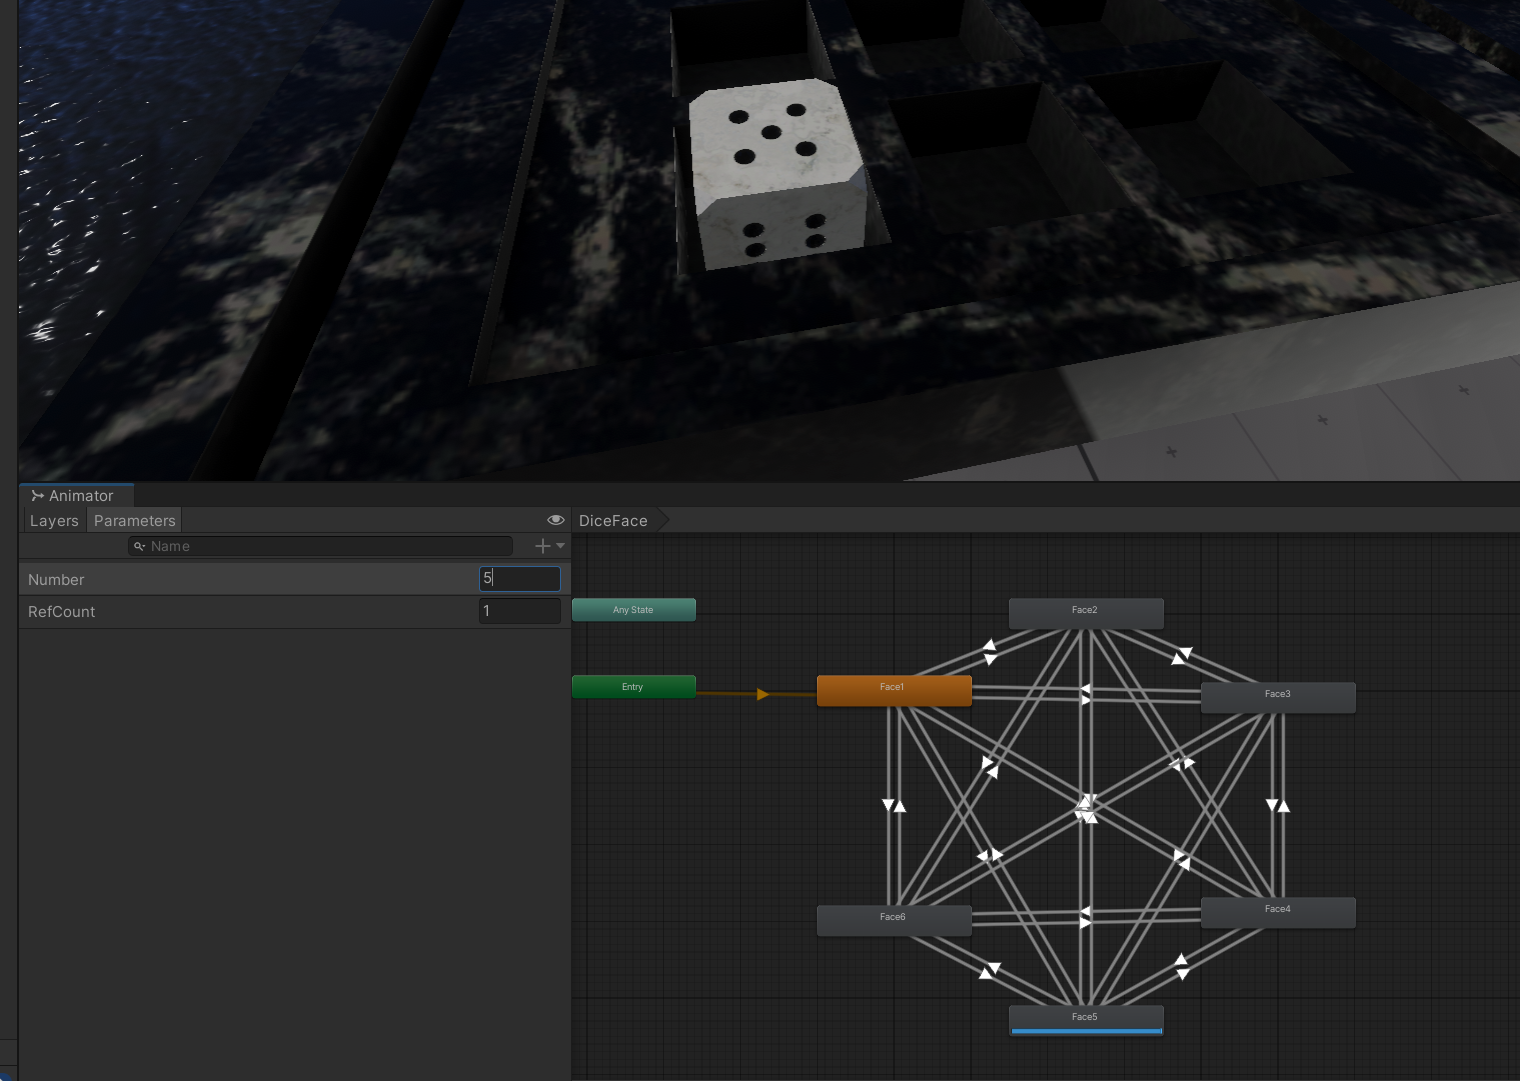 Animator
Layers
Parameters
DiceFace
Name
Number
5
RefCount
1
Any State
Face2
Entry
Face1
Face3
Face6
Face4
Face5